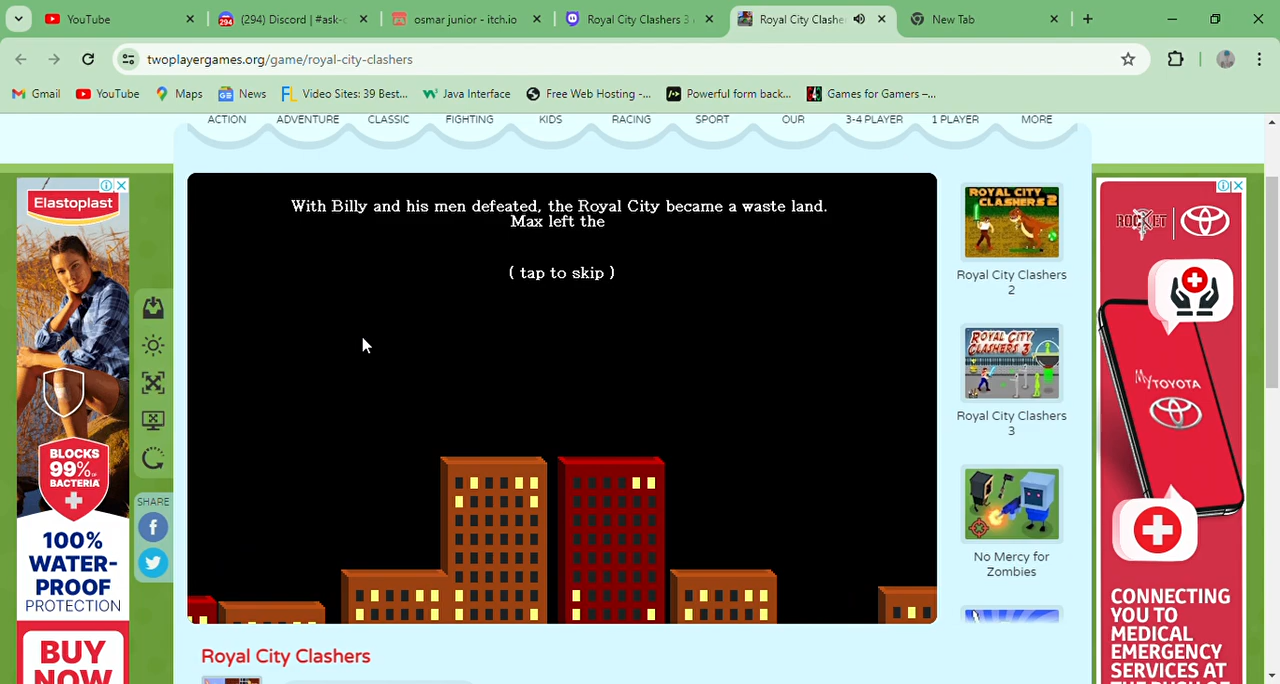 YouTube
(294) Discord | #ask-c
osmar junior - itch.io
Royal City Clashers 3
Royal City Clashe
New Tab
twoplayergames.org/game/royal-city-clashers
Gmail
YouTube
Maps
News
Video Sites: 39 Best...
Java Interface
Free Web Hosting -...
Powerful form back...
Games for Gamers –...
ACTION
ADVENTURE
CLASSIC
FIGHTING
KIDS
RACING
SPORT
OUR
3-4 PLAYER
1 PLAYER
MORE
With Billy and his men defeated, the Royal City became a waste land.
Max left the
( tap to skip )
Royal City Clashers
SHARE
Elastoplast
BLOCKS
99%
OF
BACTERIA
100%
WATER-
PROOF
PROTECTION
BUY
NOW
ROYAL CITY
CLASHERS 2
Royal City Clashers
2
ROYAL CITY
CLASHERS 3
Royal City Clashers
3
No Mercy for
Zombies
ROCKET
TOYOTA
MyTOYOTA
CONNECTING
YOU TO
MEDICAL
EMERGENCY
SERVICES AT